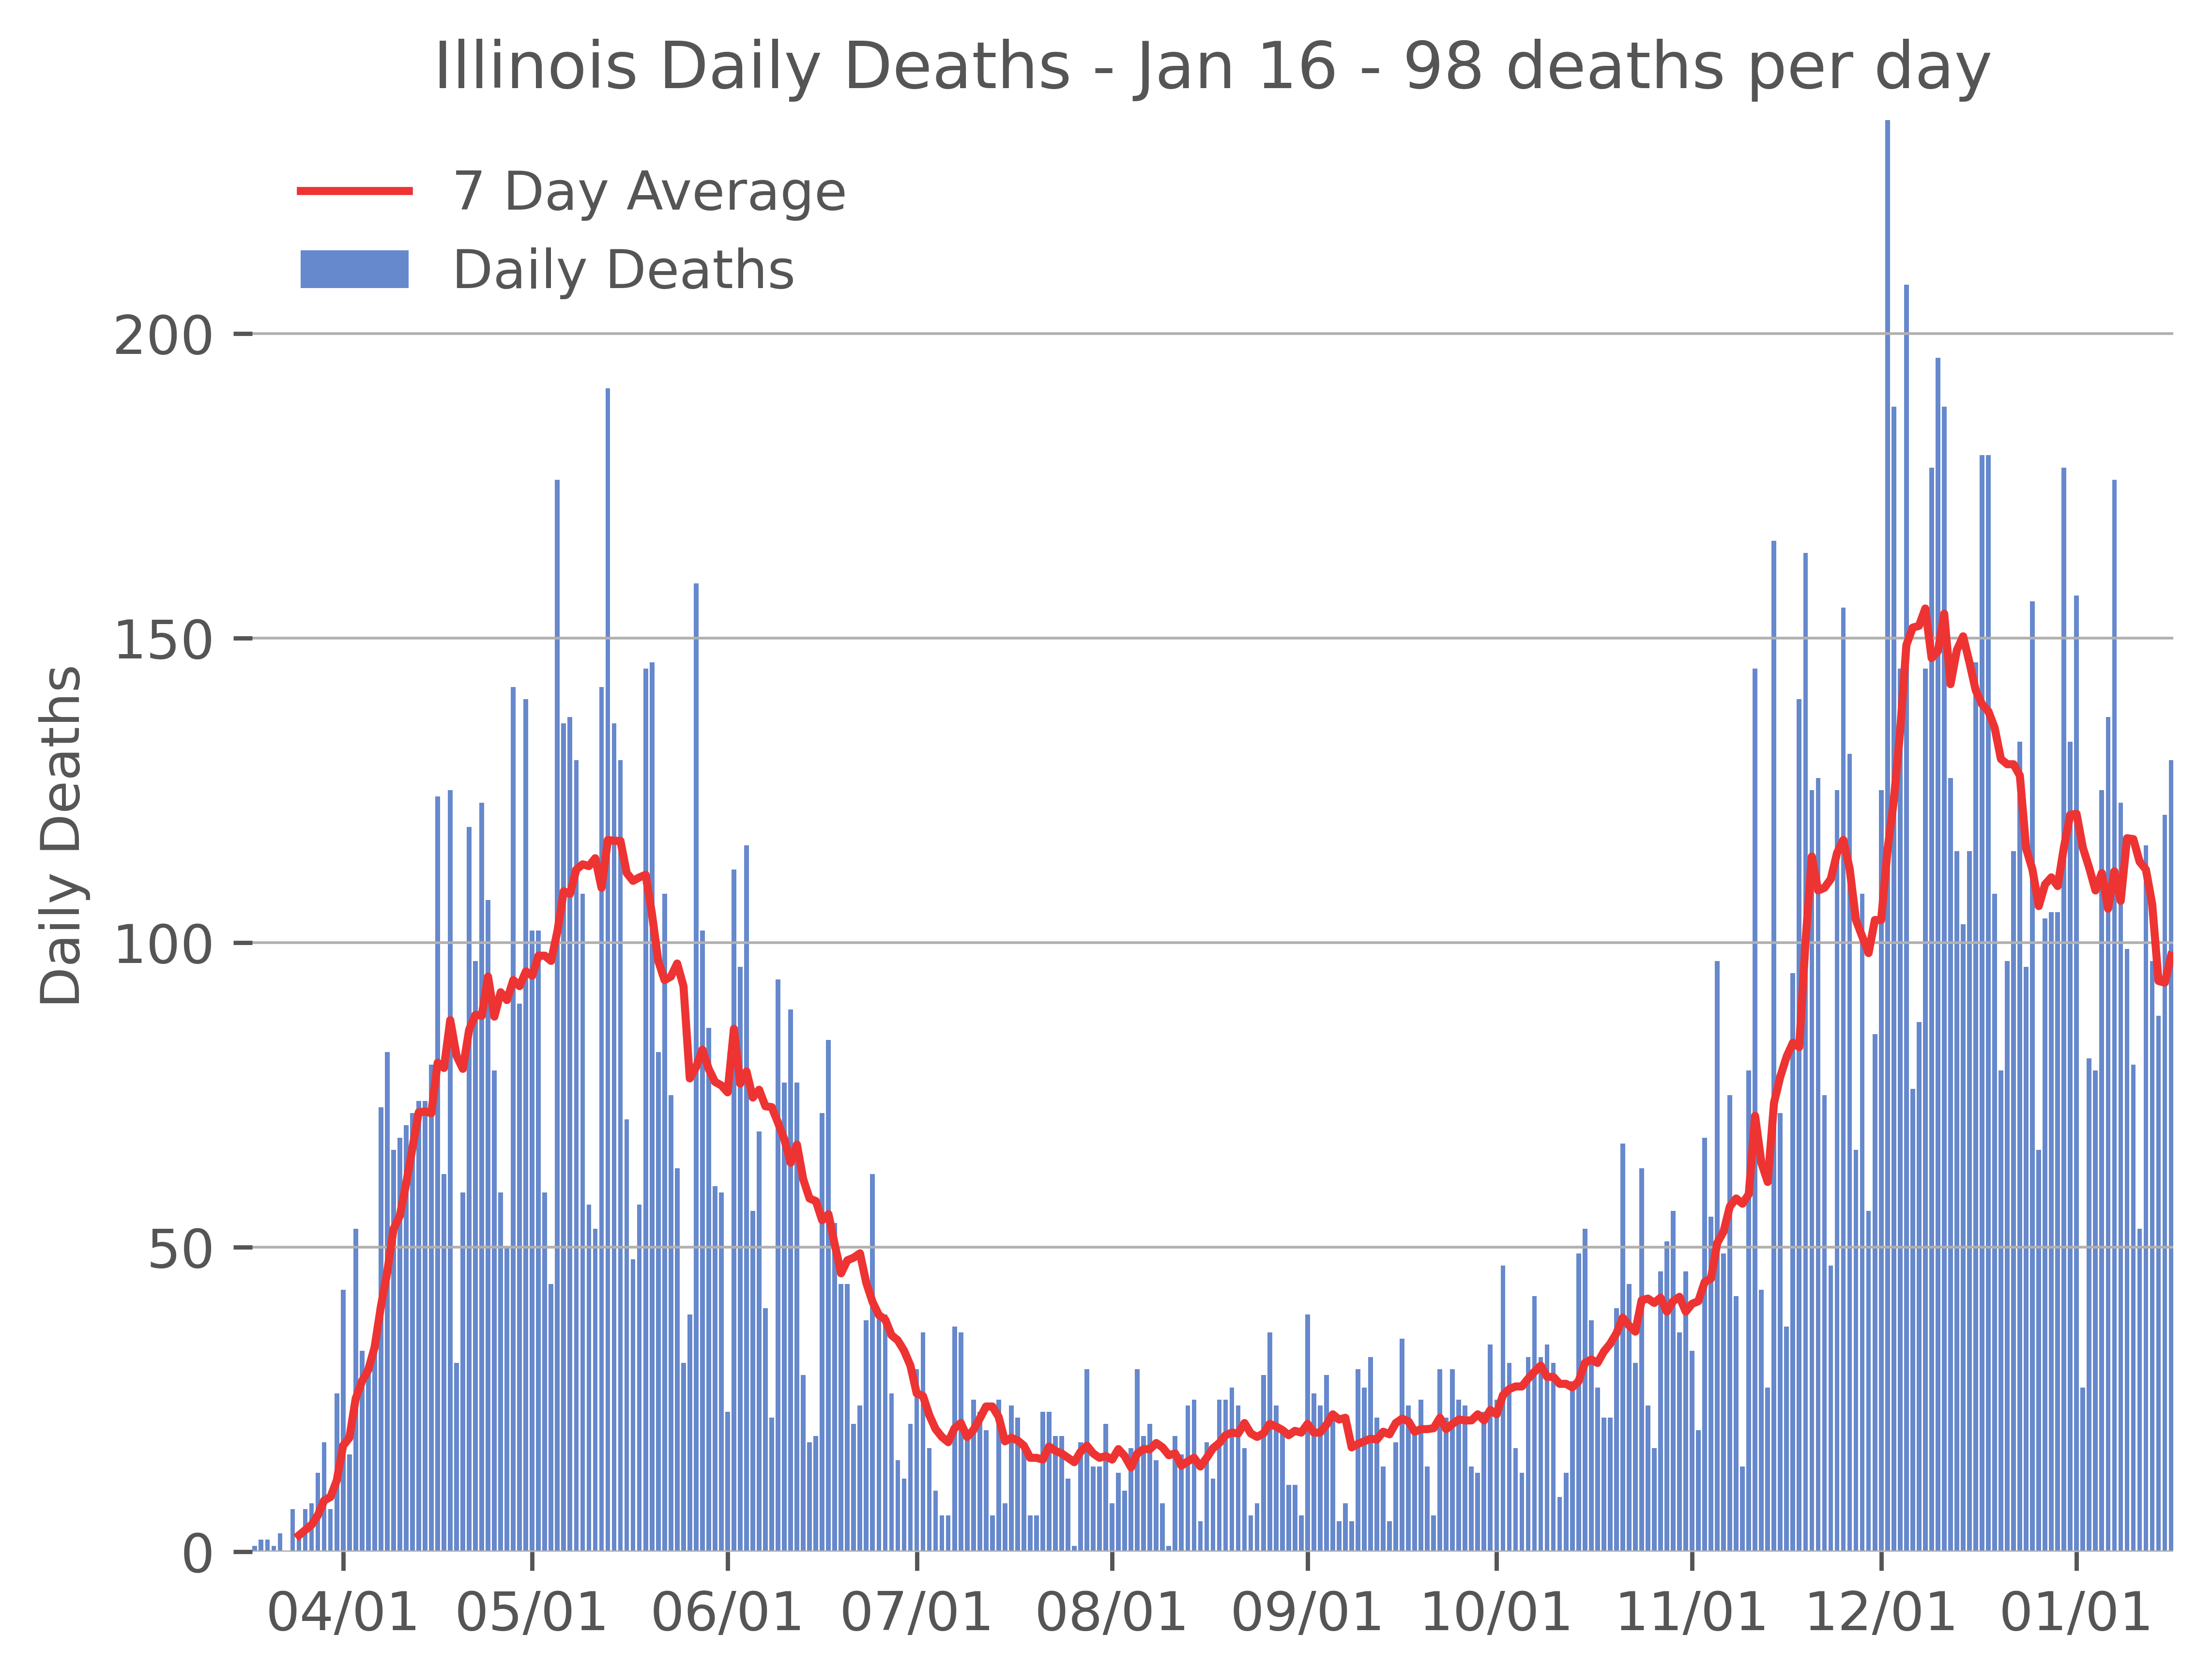 Illinois Daily Deaths - Jan 16 - 98 deaths per day
7 Day Average
Daily Deaths
200
150
100
50
0
Daily Deaths
04/01 05/01 06/01 07/01 08/01 09/01 10/01 11/01 12/01 01/01